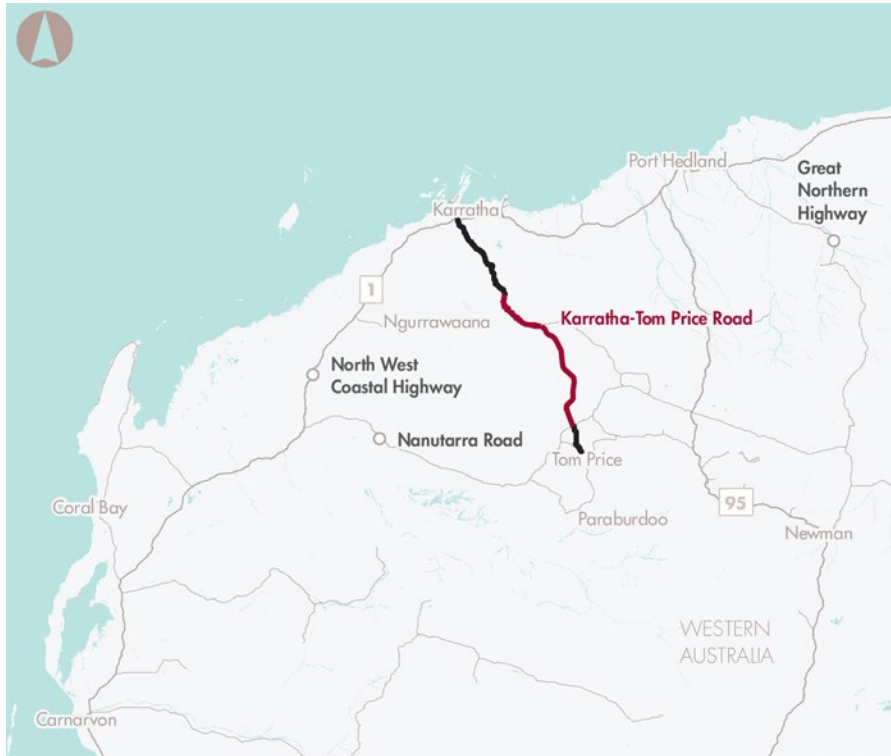 Port Hedland
Great
Northern
Highway
Karratha
1
Ngurrawaana
Karratha-Tom Price Road
North West
Coastal Highway
Nanutarra Road
Tom Price
Coral Bay
95
Paraburdoo
Newman
WESTERN
AUSTRALIA
Carnarvon